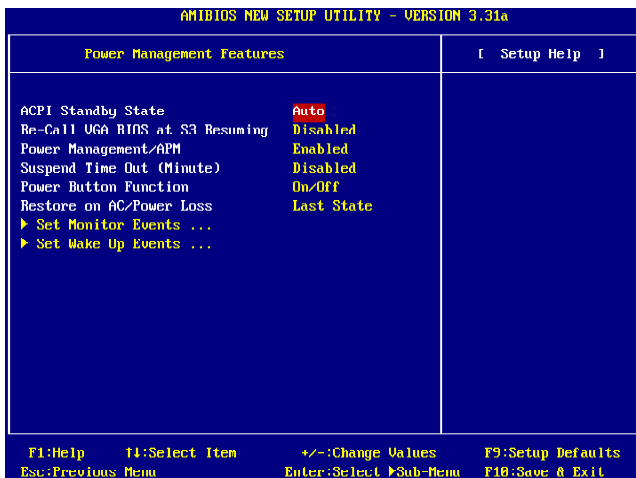 AMIBIOS NEW SETUP UTILITY - VERSION 3.31a
Power Management Features
[ Setup Help ]
ACPI Standby State Auto
Re-Call VGA BIOS at S3 Resuming Disabled
Power Management/APM Enabled
Suspend Time Out (Minute) Disabled
Power Button Function On/Off
Restore on AC/Power Loss Last State
▶ Set Monitor Events ...
▶ Set Wake Up Events ...
F1:Help ↑↓:Select Item +/-:Change Values F9:Setup Defaults
Esc:Previous Menu Enter:Select ▶Sub-Menu F10:Save & Exit